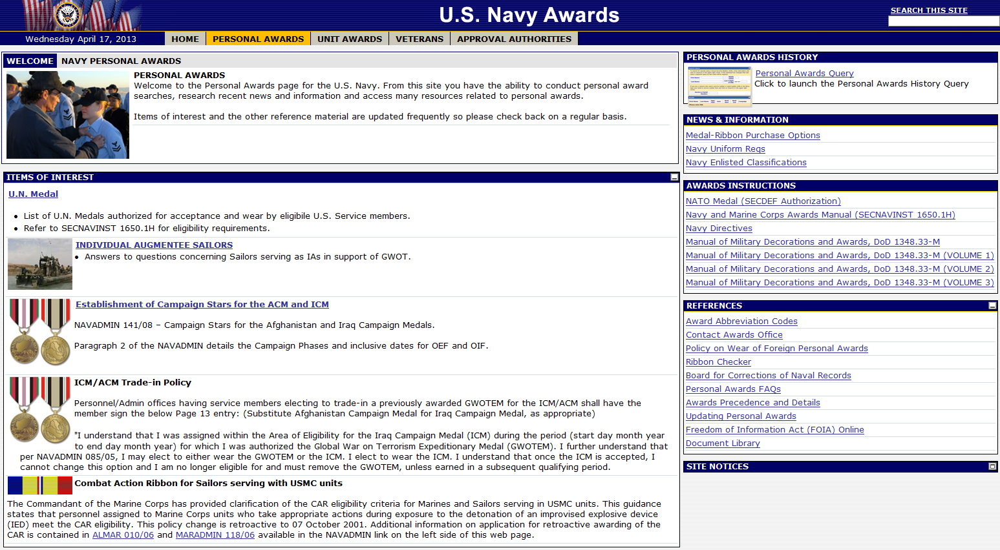 U.S. Navy Awards
SEARCH THIS SITE
Wednesday April 17, 2013
HOME
PERSONAL AWARDS
UNIT AWARDS
VETERANS
APPROVAL AUTHORITIES
WELCOME
NAVY PERSONAL AWARDS
PERSONAL AWARDS
Welcome to the Personal Awards page for the U.S. Navy. From this site you have the ability to conduct personal award
searches, research recent news and information and access many resources related to personal awards.
Items of interest and the other reference material are updated frequently so please check back on a regular basis.
ITEMS OF INTEREST
U.N. Medal
• List of U.N. Medals authorized for acceptance and wear by eligibile U.S. Service members.
• Refer to SECNAVINST 1650.1H for eligibility requirements.
INDIVIDUAL AUGMENTEE SAILORS
• Answers to questions concerning Sailors serving as IAs in support of GWOT.
Establishment of Campaign Stars for the ACM and ICM
NAVADMIN 141/08 – Campaign Stars for the Afghanistan and Iraq Campaign Medals.
Paragraph 2 of the NAVADMIN details the Campaign Phases and inclusive dates for OEF and OIF.
ICM/ACM Trade-in Policy
Personnel/Admin offices having service members electing to trade-in a previously awarded GWOTEM for the ICM/ACM shall have the
member sign the below Page 13 entry: (Substitute Afghanistan Campaign Medal for Iraq Campaign Medal, as appropriate)
"I understand that I was assigned within the Area of Eligibility for the Iraq Campaign Medal (ICM) during the period (start day month year
to end day month year) for which I was authorized the Global War on Terrorism Expeditionary Medal (GWOTEM). I further understand that
per NAVADMIN 085/05, I may elect to either wear the GWOTEM or the ICM. I elect to wear the ICM. I understand that once the ICM is accepted, I
cannot change this option and I am no longer eligible for and must remove the GWOTEM, unless earned in a subsequent qualifying period.
Combat Action Ribbon for Sailors serving with USMC units
The Commandant of the Marine Corps has provided clarification of the CAR eligibility criteria for Marines and Sailors serving in USMC units. This guidance
states that personnel assigned to Marine Corps units who take appropriate actions during exposure to the detonation of an improvised explosive device
(IED) meet the CAR eligibility. This policy change is retroactive to 07 October 2001. Additional information on application for retroactive awarding of the
CAR is contained in ALMAR 010/06 and MARADMIN 118/06 available in the NAVADMIN link on the left side of this web page.
PERSONAL AWARDS HISTORY
Personal Awards Query
Click to launch the Personal Awards History Query
NEWS & INFORMATION
Medal-Ribbon Purchase Options
Navy Uniform Regs
Navy Enlisted Classifications
AWARDS INSTRUCTIONS
NATO Medal (SECDEF Authorization)
Navy and Marine Corps Awards Manual (SECNAVINST 1650.1H)
Navy Directives
Manual of Military Decorations and Awards, DoD 1348.33-M
Manual of Military Decorations and Awards, DoD 1348.33-M (VOLUME 1)
Manual of Military Decorations and Awards, DoD 1348.33-M (VOLUME 2)
Manual of Military Decorations and Awards, DoD 1348.33-M (VOLUME 3)
REFERENCES
Award Abbreviation Codes
Contact Awards Office
Policy on Wear of Foreign Personal Awards
Ribbon Checker
Board for Corrections of Naval Records
Personal Awards FAQs
Awards Precedence and Details
Updating Personal Awards
Freedom of Information Act (FOIA) Online
Document Library
SITE NOTICES